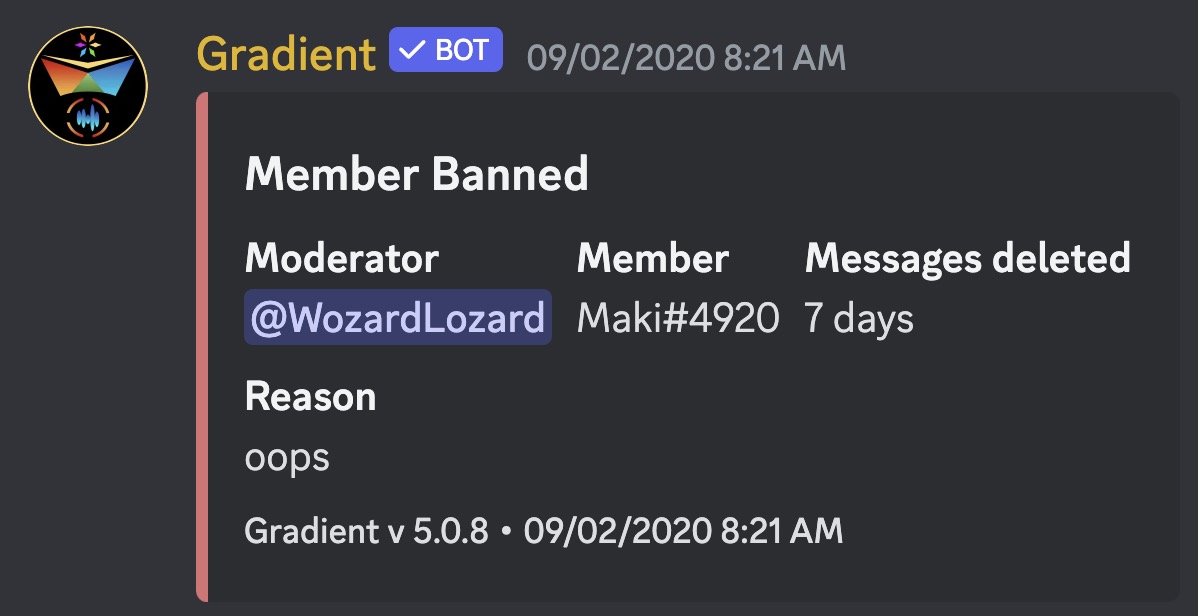 Gradient ✓ BOT 09/02/2020 8:21 AM
Member Banned
Moderator Member Messages deleted
@WozardLozard Maki#4920 7 days
Reason
oops
Gradient v 5.0.8 • 09/02/2020 8:21 AM